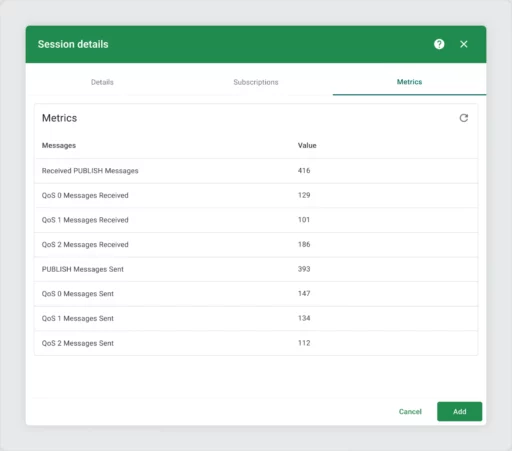 Session details
Details Subscriptions Metrics
Metrics
Messages Value
Received PUBLISH Messages 416
QoS 0 Messages Received 129
QoS 1 Messages Received 101
QoS 2 Messages Received 186
PUBLISH Messages Sent 393
QoS 0 Messages Sent 147
QoS 1 Messages Sent 134
QoS 2 Messages Sent 112
Cancel Add